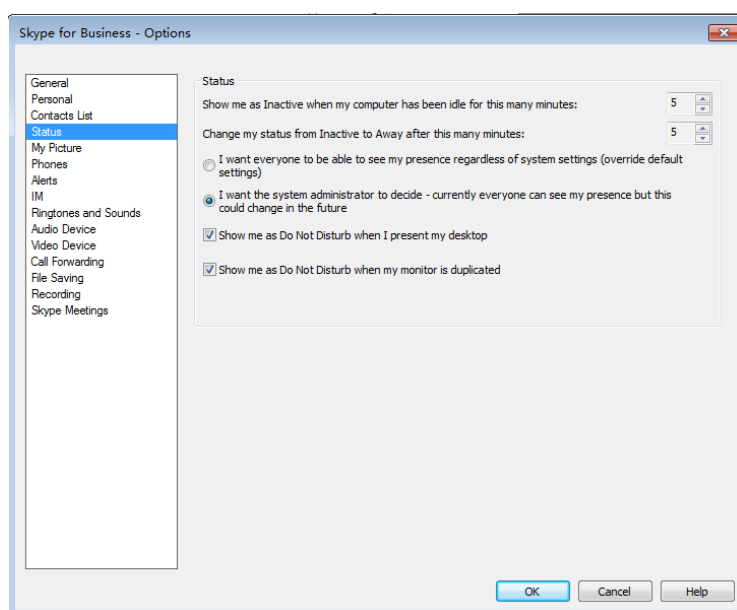 Skype for Business - Options
General
Personal
Contacts List
Status
My Picture
Phones
Alerts
IM
Ringtones and Sounds
Audio Device
Video Device
Call Forwarding
File Saving
Recording
Skype Meetings
Status
Show me as Inactive when my computer has been idle for this many minutes: 5
Change my status from Inactive to Away after this many minutes: 5
I want everyone to be able to see my presence regardless of system settings (override default
settings)
I want the system administrator to decide - currently everyone can see my presence but this
could change in the future
Show me as Do Not Disturb when I present my desktop
Show me as Do Not Disturb when my monitor is duplicated
OK Cancel Help